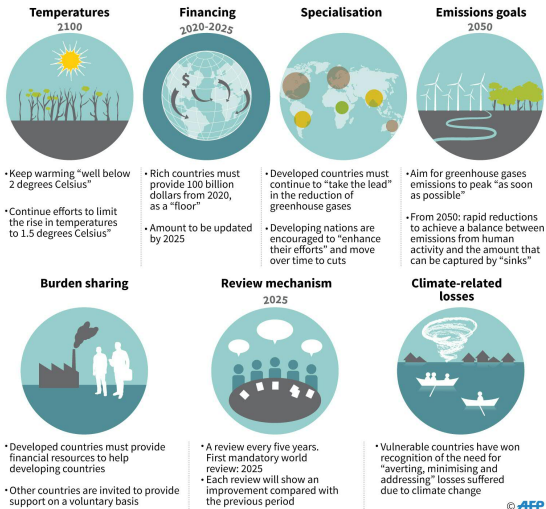 Temperatures
2100
• Keep warming “well below
2 degrees Celsius”
• Continue efforts to limit
the rise in temperatures
to 1.5 degrees Celsius”
Financing
2020-2025
$
• Rich countries must
provide 100 billion
dollars from 2020,
as a “floor”
• Amount to be updated
by 2025
Specialisation
• Developed countries must
continue to “take the lead”
in the reduction of
greenhouse gases
• Developing nations are
encouraged to “enhance
their efforts” and move
over time to cuts
Emissions goals
2050
• Aim for greenhouse gases
emissions to peak “as soon
as possible”
• From 2050: rapid reductions
to achieve a balance between
emissions from human
activity and the amount that
can be captured by “sinks”
Burden sharing
• Developed countries must provide
financial resources to help
developing countries
• Other countries are invited to provide
support on a voluntary basis
Review mechanism
2025
• A review every five years.
First mandatory world
review: 2025
• Each review will show an
improvement compared with
the previous period
Climate-related
losses
• Vulnerable countries have won
recognition of the need for
“averting, minimising and
addressing” losses suffered
due to climate change
© AFP